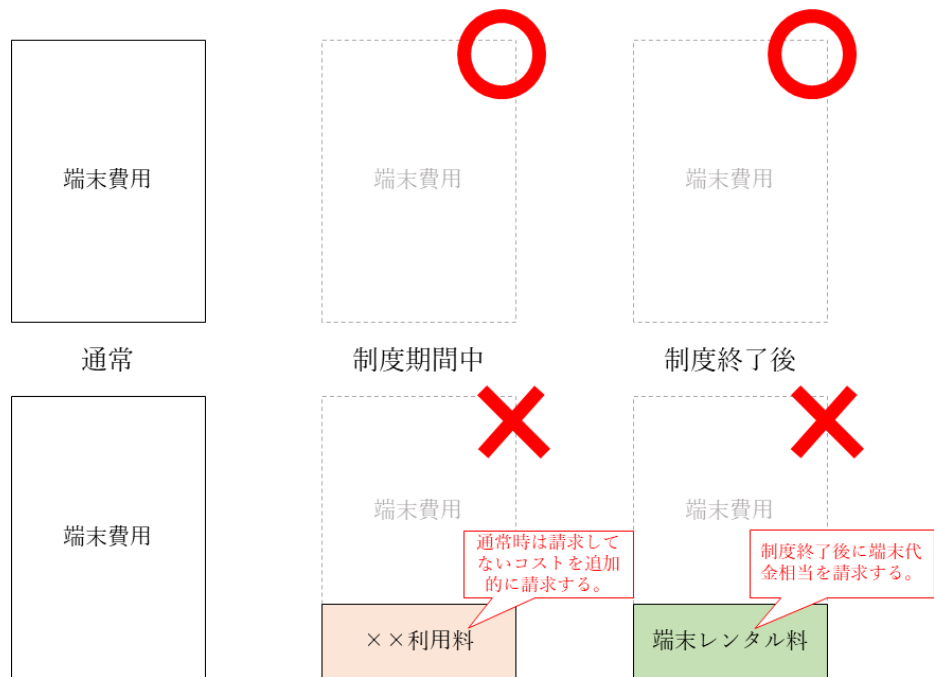 端末費用
端末費用
端末費用
通常
制度期間中
制度終了後
端末費用
端末費用
端末費用
通常時は請求して
ないコストを追加
的に請求する。
制度終了後に端末代
金相当を請求する。
××利用料
端末レンタル料